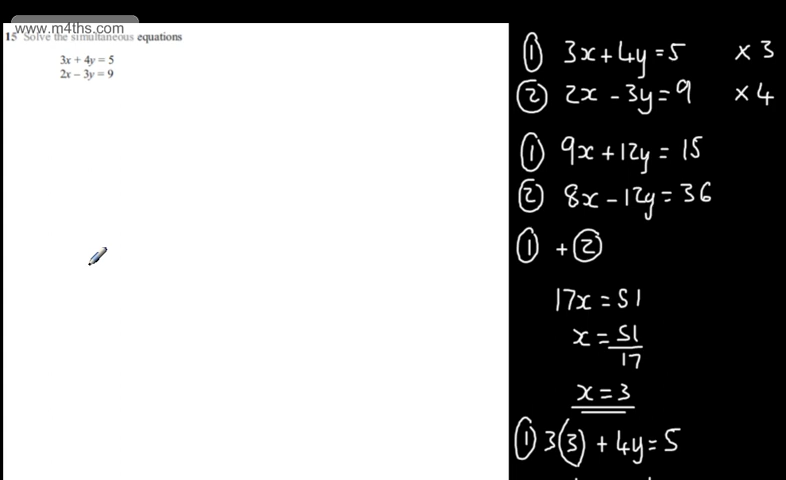 www.m4ths.com
15 Solve the simultaneous equations
3x + 4y = 5
2x − 3y = 9
① 3x + 4y = 5 × 3
② 2x − 3y = 9 × 4
① 9x + 12y = 15
② 8x − 12y = 36
① + ②
17x = 51
x = 51/17
x = 3
① 3(3) + 4y = 5